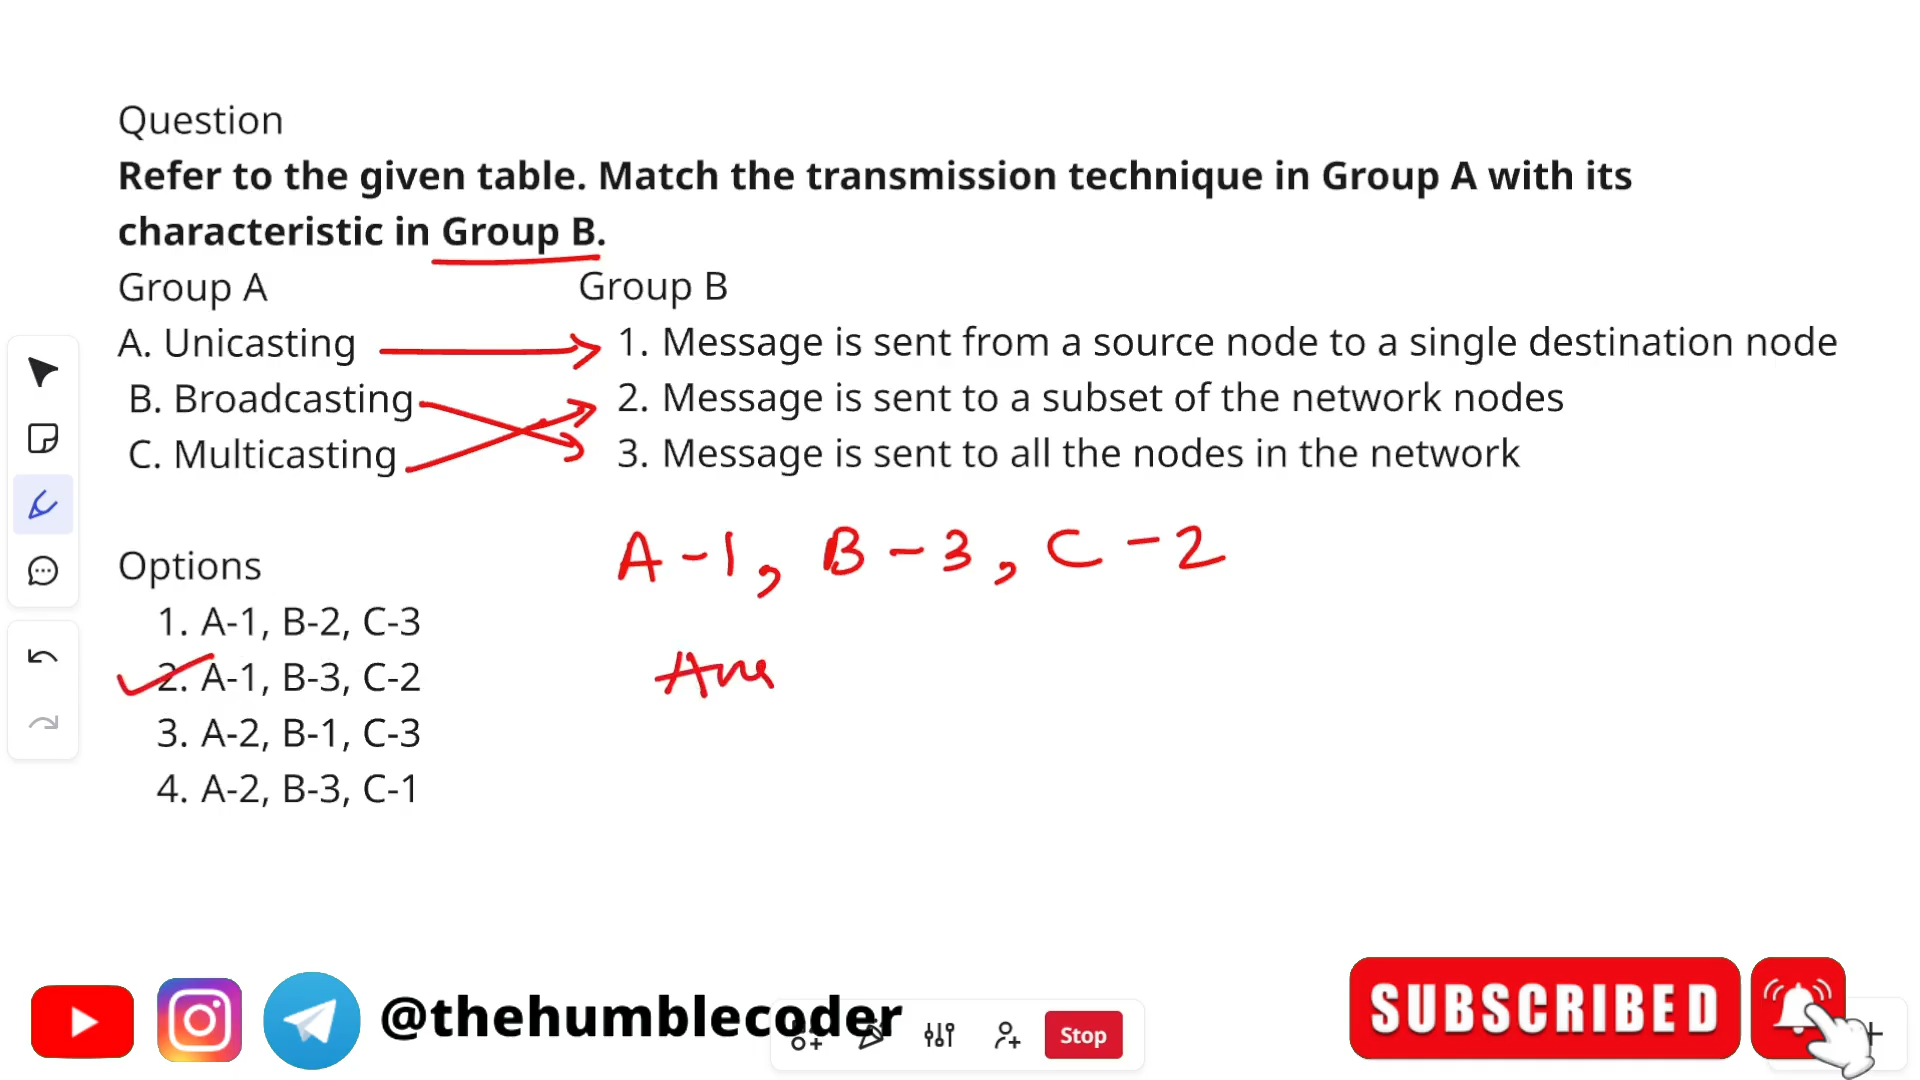 Question
Refer to the given table. Match the transmission technique in Group A with its
characteristic in Group B.
Group A Group B
A. Unicasting 1. Message is sent from a source node to a single destination node
B. Broadcasting 2. Message is sent to a subset of the network nodes
C. Multicasting 3. Message is sent to all the nodes in the network
A-1, B-3, C-2
Options
1. A-1, B-2, C-3
2. A-1, B-3, C-2
Ans
3. A-2, B-1, C-3
4. A-2, B-3, C-1
@thehumblecoder
Stop
SUBSCRIBED